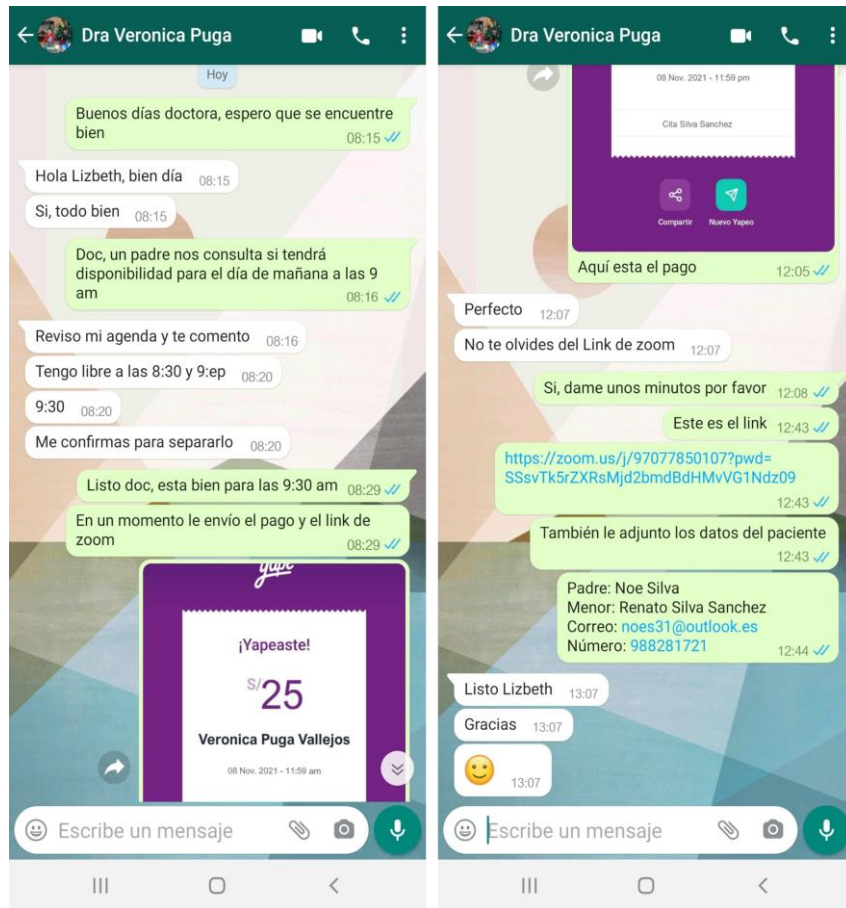 Dra Veronica Puga
Hoy
Buenos días doctora, espero que se encuentre
bien
08:15
Hola Lizbeth, bien día 08:15
Si, todo bien 08:15
Doc, un padre nos consulta si tendrá
disponibilidad para el día de mañana a las 9
am
08:16
Reviso mi agenda y te comento 08:16
Tengo libre a las 8:30 y 9:ep 08:20
9:30 08:20
Me confirmas para separarlo 08:20
Listo doc, esta bien para las 9:30 am 08:29
En un momento le envío el pago y el link de
zoom
08:29
yape
¡Yapeaste!
S/25
Veronica Puga Vallejos
08 Nov. 2021 - 11:59 am
Escribe un mensaje
Dra Veronica Puga
08 Nov. 2021 - 11:59 pm
Cita Silva Sanchez
Compartir Nuevo Yapeo
Aquí esta el pago 12:05
Perfecto 12:07
No te olvides del Link de zoom 12:07
Si, dame unos minutos por favor 12:08
Este es el link 12:43
https://zoom.us/j/97077850107?pwd=
SSsvTk5rZXRsMjd2bmdBdHMvVG1Ndz09
12:43
También le adjunto los datos del paciente
12:43
Padre: Noe Silva
Menor: Renato Silva Sanchez
Correo: noes31@outlook.es
Número: 988281721
12:44
Listo Lizbeth 13:07
Gracias 13:07
13:07
Escribe un mensaje